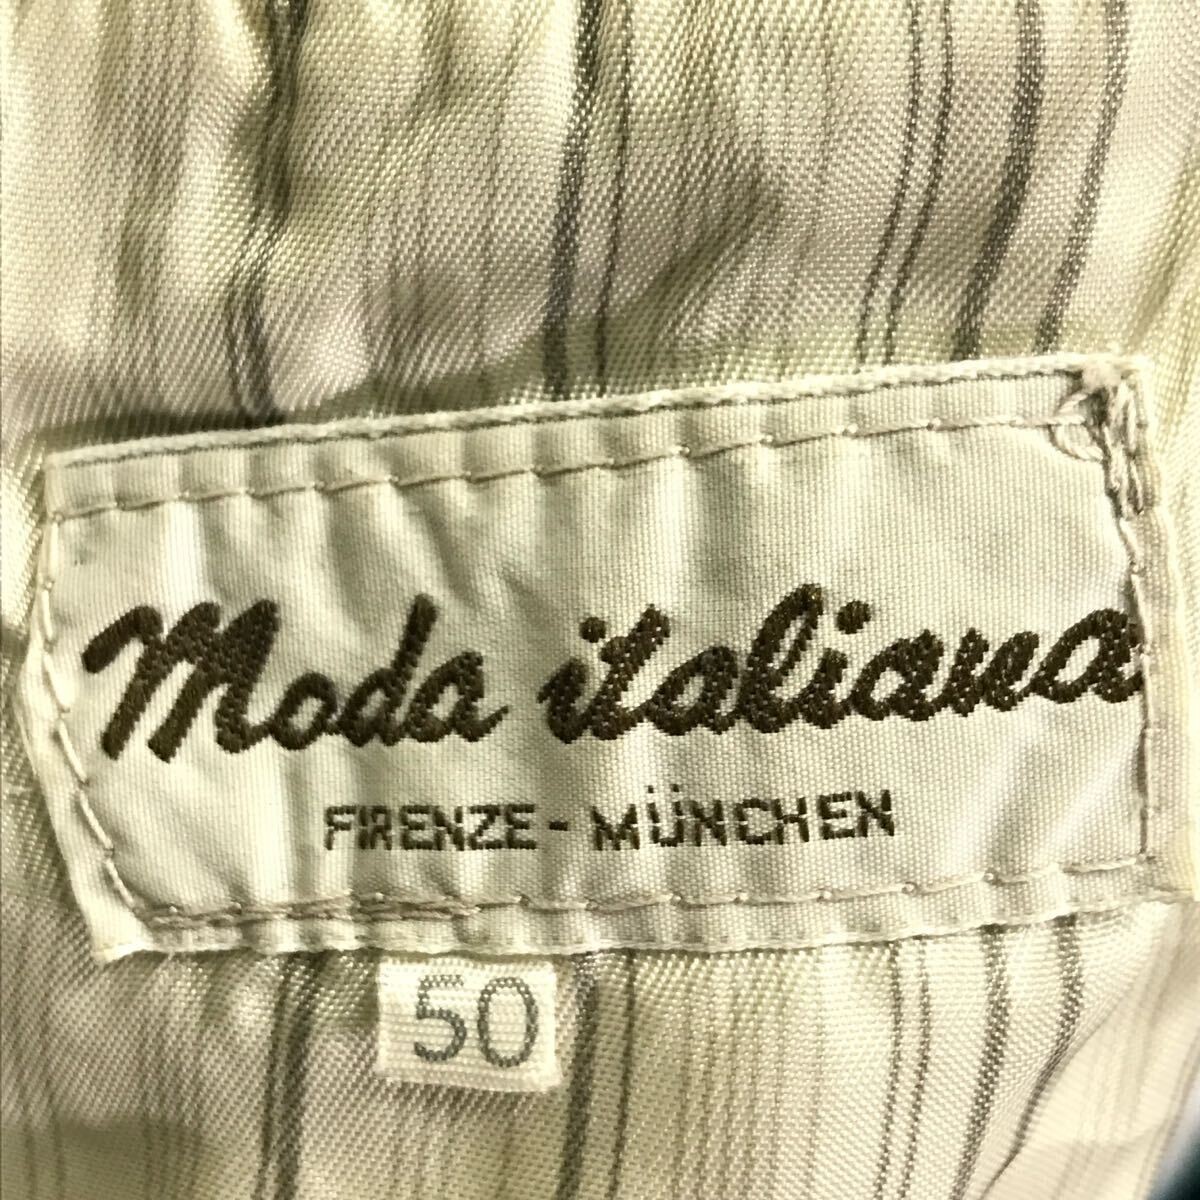 Moda italiana
FIRENZE - MÜNCHEN
50